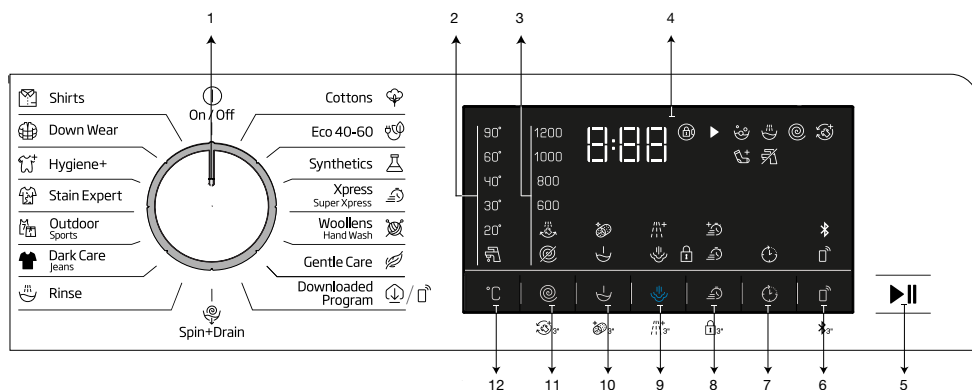 1
2
3
4
Shirts
On / Off
Cottons
Down Wear
Eco 40-60
Hygiene+
Synthetics
Stain Expert
Xpress
Super Xpress
Outdoor
Sports
Woollens
Hand Wash
Dark Care
Jeans
Gentle Care
Rinse
Downloaded
Program
Spin+Drain
90° 1200 8:88
60° 1000
40° 800
30° 600
20°
°C
3" 3" 3" 3" 3"
12 11 10 9 8 7 6 5